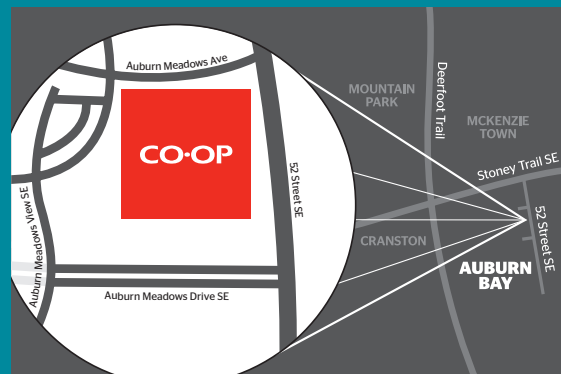 Auburn Meadows Ave
CO•OP
52 Street SE
Auburn Meadows View SE
Auburn Meadows Drive SE
MOUNTAIN
PARK
Deerfoot Trail
MCKENZIE
TOWN
Stoney Trail SE
52 Street SE
CRANSTON
AUBURN
BAY